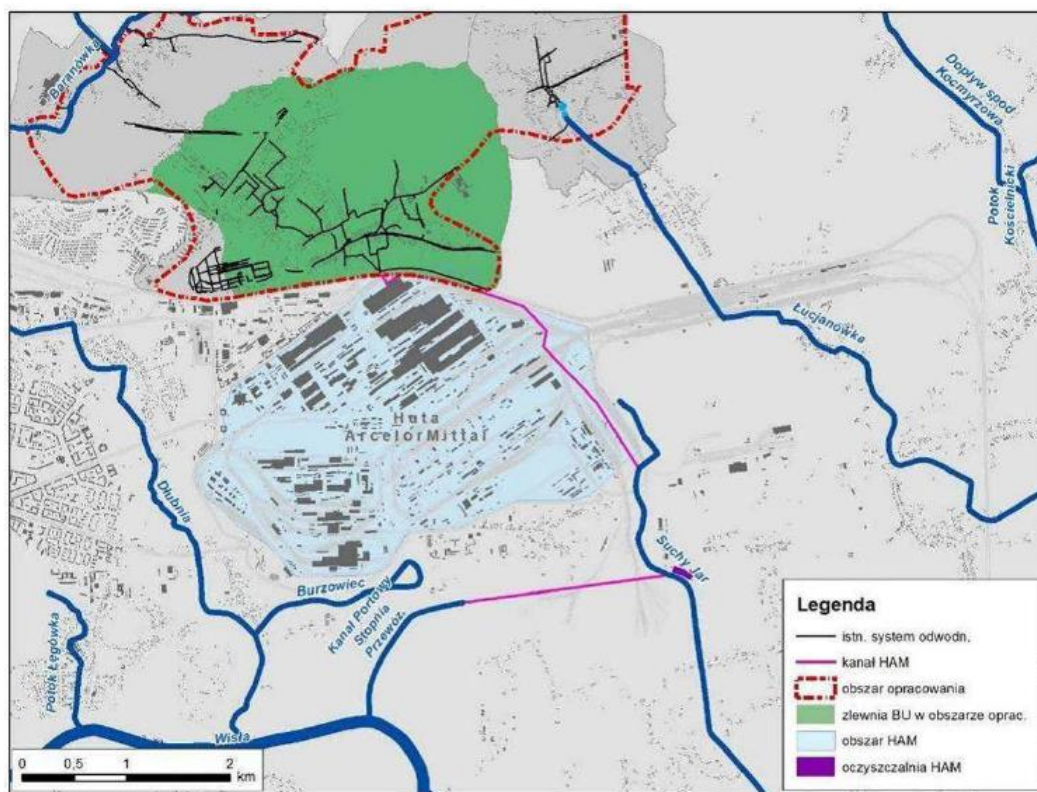 Baranówka
Dopływ spod
Kocmyrzowa
Potok
Kościelnicki
Łucjanówka
Huta
ArcelorMittal
Dłubnia
Suchy Jar
Burzowiec
Kanał Portowy
Stopnia
Przewóz.
Potok Łęgówka
Wisła
0 0,5 1 2
km
Legenda
istn. system odwodn.
kanał HAM
obszar opracowania
zlewnia BU w obszarze oprac.
obszar HAM
oczyszczalnia HAM